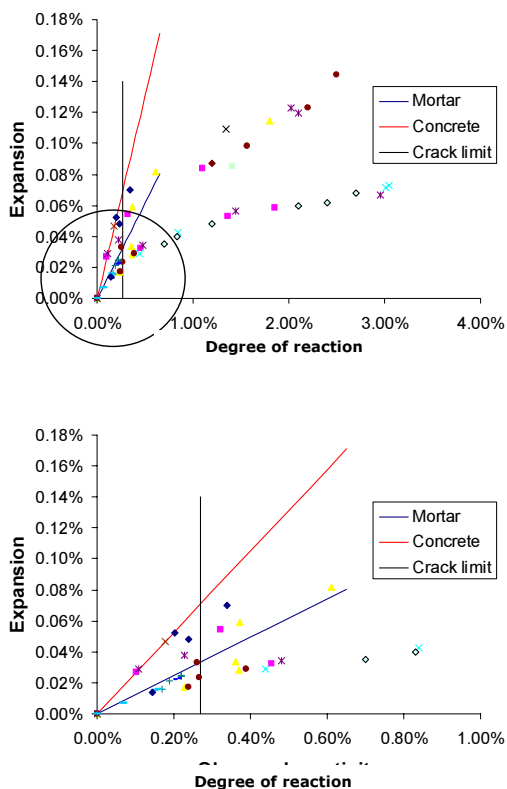 0.18%
0.16%
0.14%
0.12%
0.10%
0.08%
0.06%
0.04%
0.02%
0.00%
Expansion
Mortar
Concrete
Crack limit
0.00% 1.00% 2.00% 3.00% 4.00%
Degree of reaction
0.18%
0.16%
0.14%
0.12%
0.10%
0.08%
0.06%
0.04%
0.02%
0.00%
Expansion
Mortar
Concrete
Crack limit
0.00% 0.20% 0.40% 0.60% 0.80% 1.00%
Degree of reaction